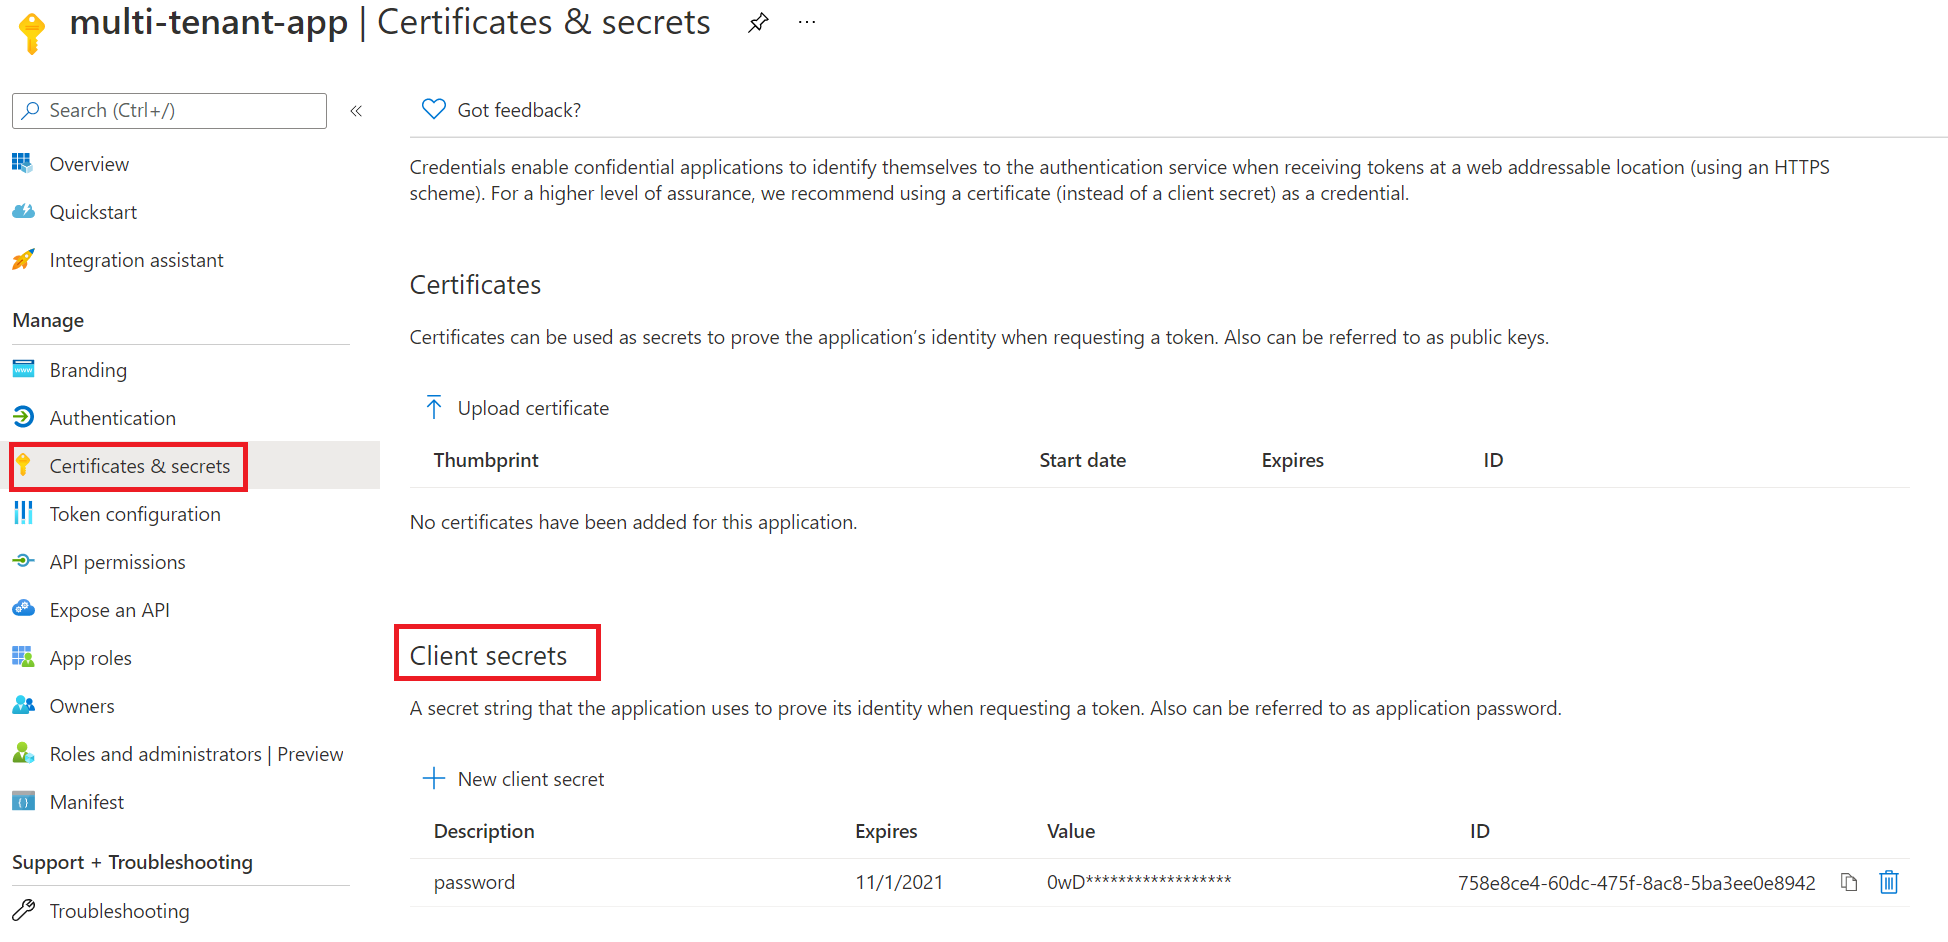 multi-tenant-app | Certificates & secrets
Search (Ctrl+/)
Overview
Quickstart
Integration assistant
Manage
Branding
Authentication
Certificates & secrets
Token configuration
API permissions
Expose an API
App roles
Owners
Roles and administrators | Preview
Manifest
Support + Troubleshooting
Troubleshooting
Got feedback?
Credentials enable confidential applications to identify themselves to the authentication service when receiving tokens at a web addressable location (using an HTTPS
scheme). For a higher level of assurance, we recommend using a certificate (instead of a client secret) as a credential.
Certificates
Certificates can be used as secrets to prove the application’s identity when requesting a token. Also can be referred to as public keys.
Upload certificate
Thumbprint Start date Expires ID
No certificates have been added for this application.
Client secrets
A secret string that the application uses to prove its identity when requesting a token. Also can be referred to as application password.
New client secret
Description Expires Value ID
password 11/1/2021 0wD****************** 758e8ce4-60dc-475f-8ac8-5ba3ee0e8942